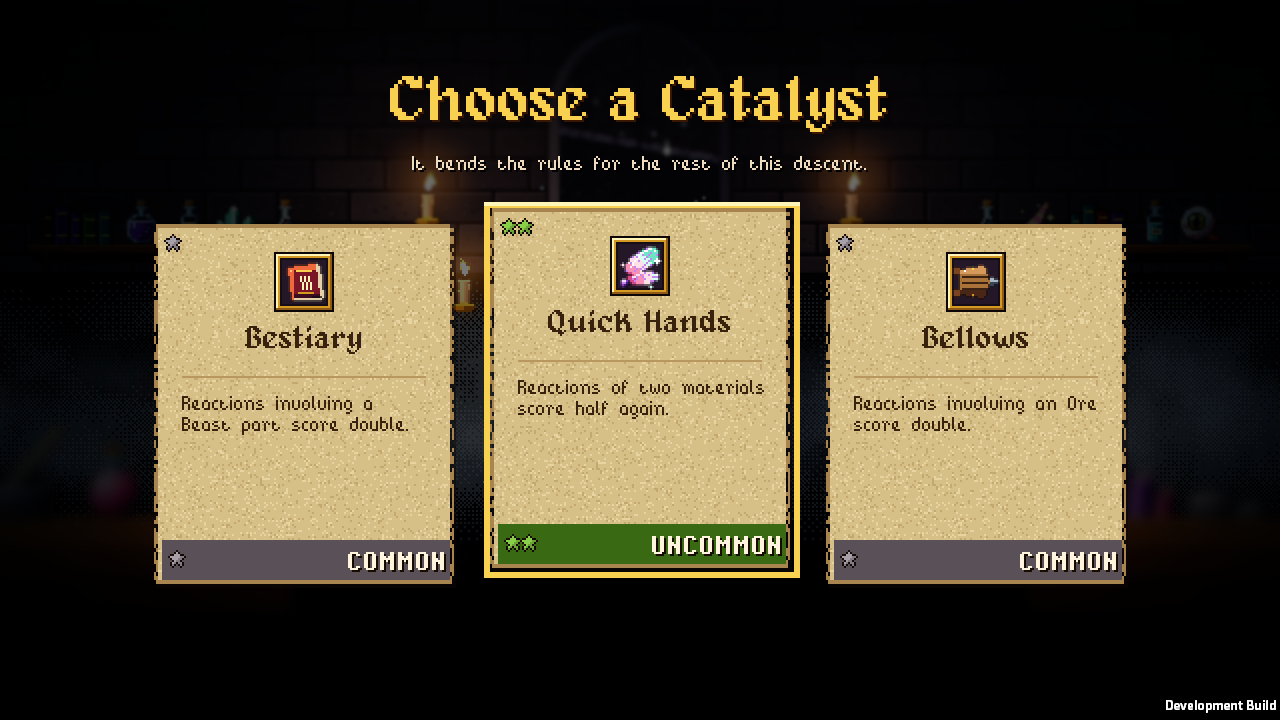 Choose a Catalyst
It bends the rules for the rest of this descent.
Bestiary
Reactions involving a
Beast part score double.
COMMON
Quick Hands
Reactions of two materials
score half again.
UNCOMMON
Bellows
Reactions involving an Ore
score double.
COMMON
Development Build